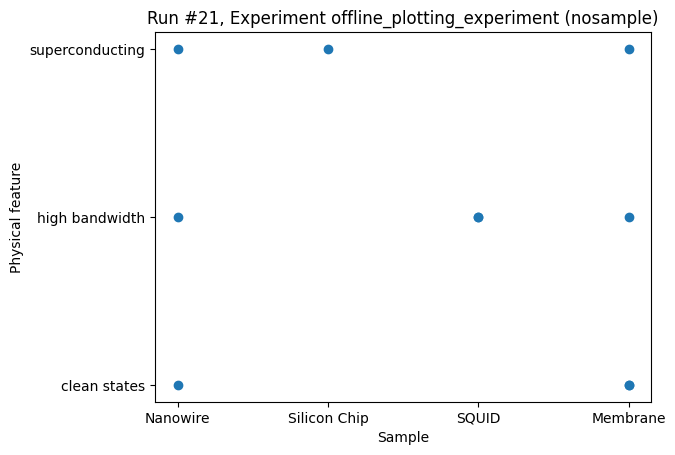 Run #21, Experiment offline_plotting_experiment (nosample)
superconducting
high bandwidth
clean states
Physical feature
Nanowire
Silicon Chip
SQUID
Membrane
Sample